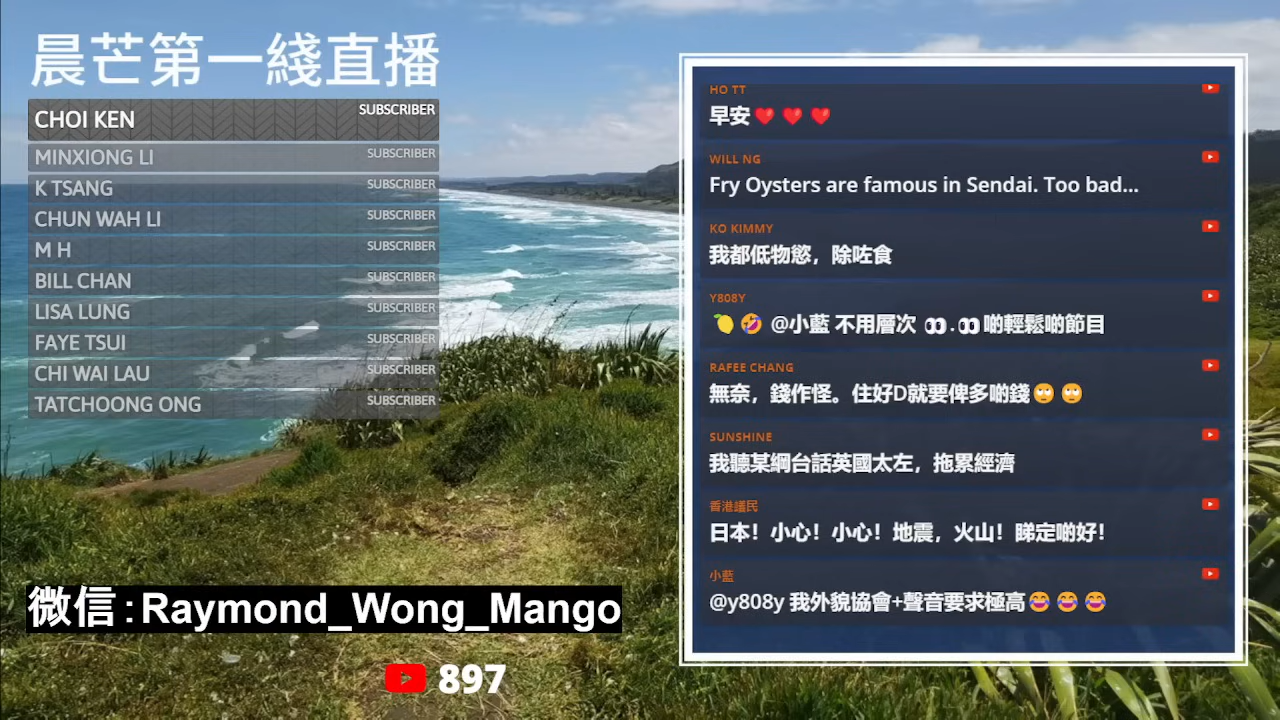 晨芒第一綫直播
CHOI KEN SUBSCRIBER
MINXIONG LI SUBSCRIBER
K TSANG SUBSCRIBER
CHUN WAH LI SUBSCRIBER
M H SUBSCRIBER
BILL CHAN SUBSCRIBER
LISA LUNG SUBSCRIBER
FAYE TSUI SUBSCRIBER
CHI WAI LAU SUBSCRIBER
TATCHOONG ONG SUBSCRIBER
微信:Raymond_Wong_Mango
897
HO TT
早安❤️ ❤️ ❤️
WILL NG
Fry Oysters are famous in Sendai. Too bad...
KO KIMMY
我都低物慾，除咗食
Y808Y
🍋 🤣 @小藍 不用層次 👀.👀啲輕鬆啲節目
RAFEE CHANG
無奈，錢作怪。住好D就要俾多啲錢🙄 🙄
SUNSHINE
我聽某綱台話英國太左，拖累經濟
香港護民
日本！小心！小心！地震，火山！睇定啲好！
小藍
@y808y 我外貌協會+聲音要求極高😂 😂 😂